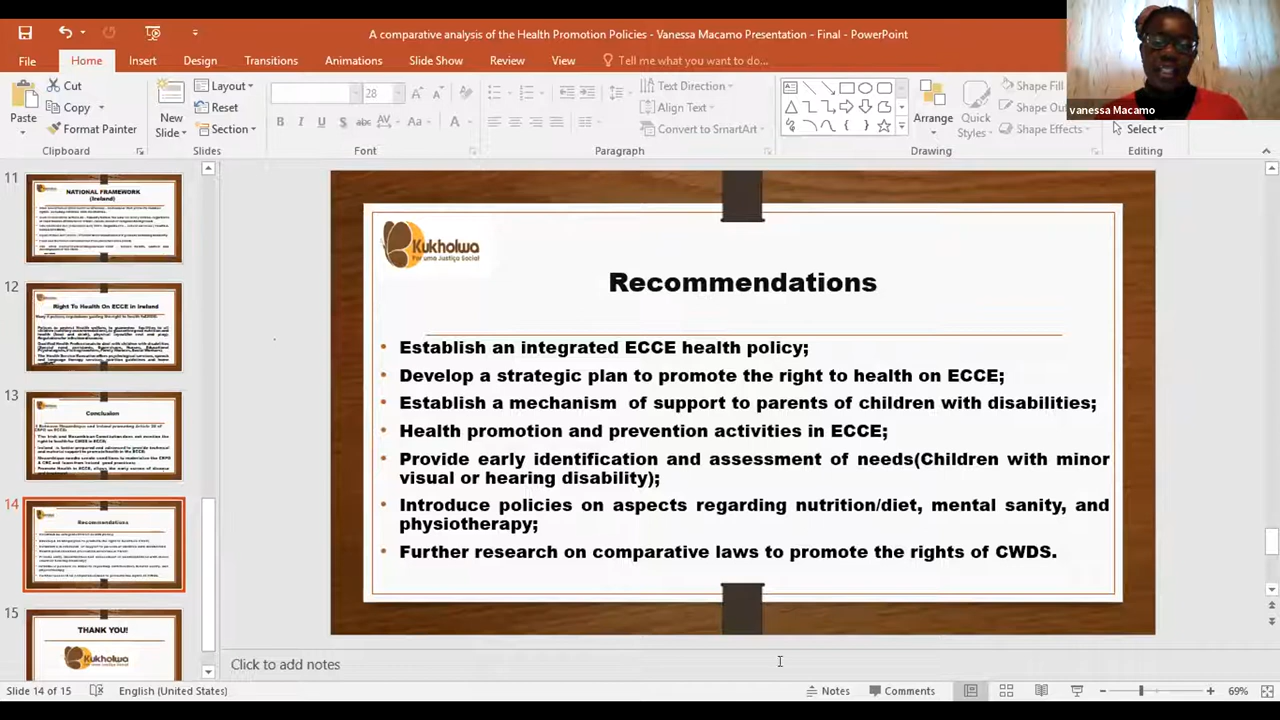 A comparative analysis of the Health Promotion Policies - Vanessa Macamo Presentation - Final - PowerPoint
File Home Insert Design Transitions Animations Slide Show Review View Tell me what you want to do...
vanessa Macamo
Paste
Cut
Copy
Format Painter
Clipboard
New
Slide
Layout
Reset
Section
Slides
28
B I U S abc AV Aa A
Font
Text Direction
Align Text
Convert to SmartArt
Paragraph
Arrange
Quick
Styles
Shape Fill
Shape Effects
Drawing
Select
Editing
11
NATIONAL FRAMEWORK
(Ireland)
12
Right To Health On ECCE in Ireland
13
Conclusion
14
Recommendations
15
THANK YOU!
Kukholwa
Kukholwa
Por uma Justiça Social
Recommendations
• Establish an integrated ECCE health policy;
• Develop a strategic plan to promote the right to health on ECCE;
• Establish a mechanism of support to parents of children with disabilities;
• Health promotion and prevention activities in ECCE;
• Provide early identification and assessment of needs(Children with minor
visual or hearing disability);
• Introduce policies on aspects regarding nutrition/diet, mental sanity, and
physiotherapy;
• Further research on comparative laws to promote the rights of CWDS.
Click to add notes
Slide 14 of 15 English (United States) Notes Comments 69%